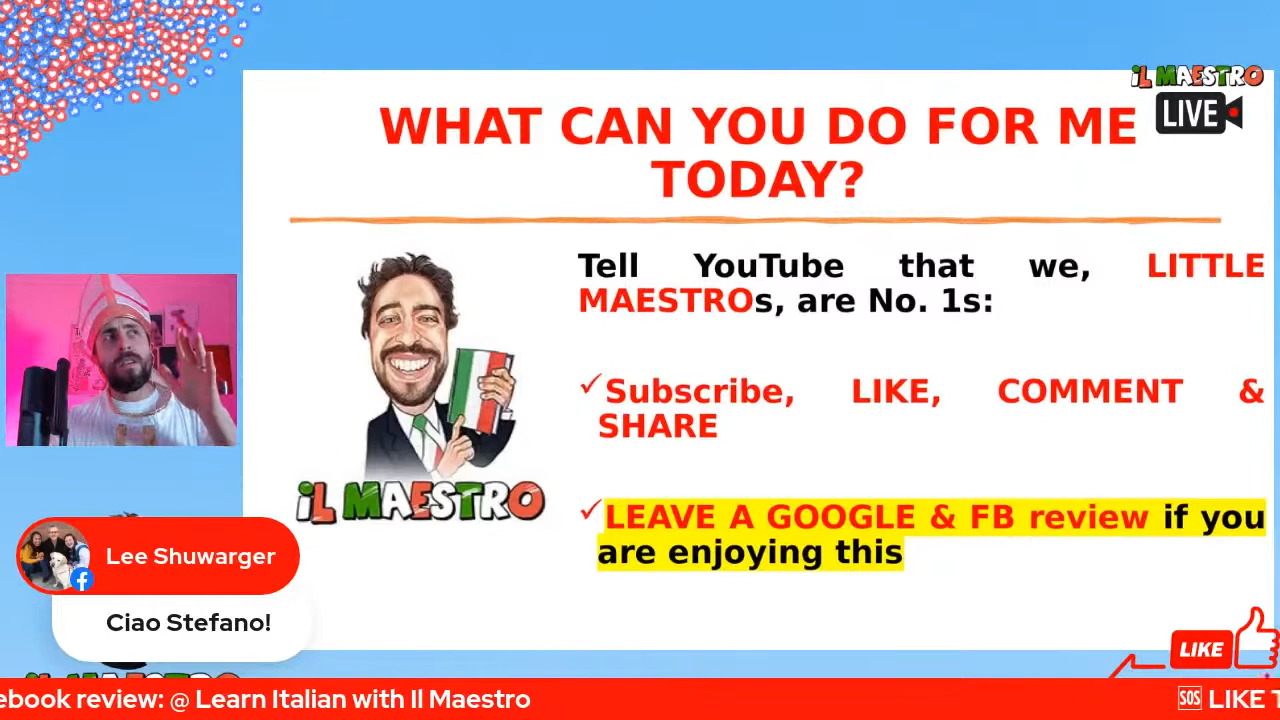 IL MAESTRO
LIVE
WHAT CAN YOU DO FOR ME
TODAY?
Tell YouTube that we, LITTLE
MAESTROs, are No. 1s:
✓Subscribe, LIKE, COMMENT &
SHARE
✓LEAVE A GOOGLE & FB review if you
are enjoying this
iL MAESTRO
Lee Shuwarger
Ciao Stefano!
LIKE
ebook review: @ Learn Italian with Il Maestro
SOS LIKE T